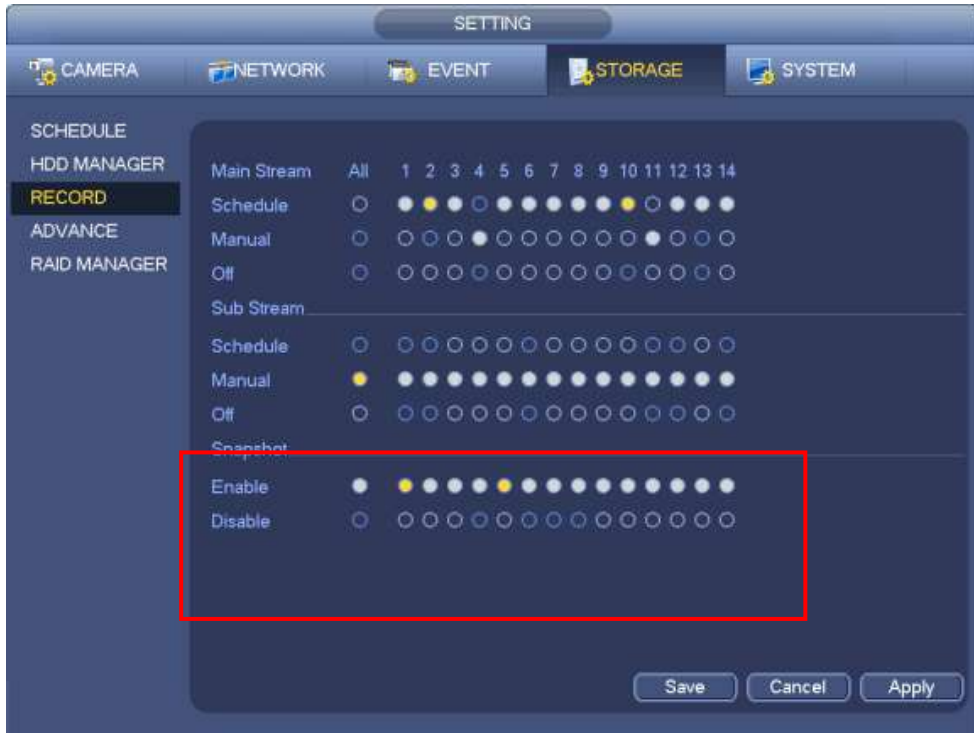 SETTING
CAMERA NETWORK EVENT STORAGE SYSTEM
SCHEDULE
HDD MANAGER
RECORD
ADVANCE
RAID MANAGER
Main Stream All 1 2 3 4 5 6 7 8 9 10 11 12 13 14
Schedule
Manual
Off
Sub Stream
Schedule
Manual
Off
Snapshot
Enable
Disable
Save Cancel Apply